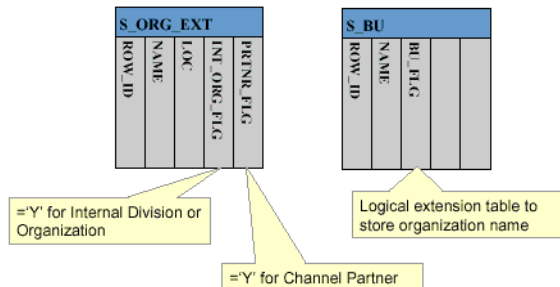 S_ORG_EXT
ROW_ID
NAME
LOC
INT_ORG_FLG
PRTNR_FLG
S_BU
ROW_ID
NAME
BU_FLG
='Y' for Internal Division or
Organization
Logical extension table to
store organization name
='Y' for Channel Partner